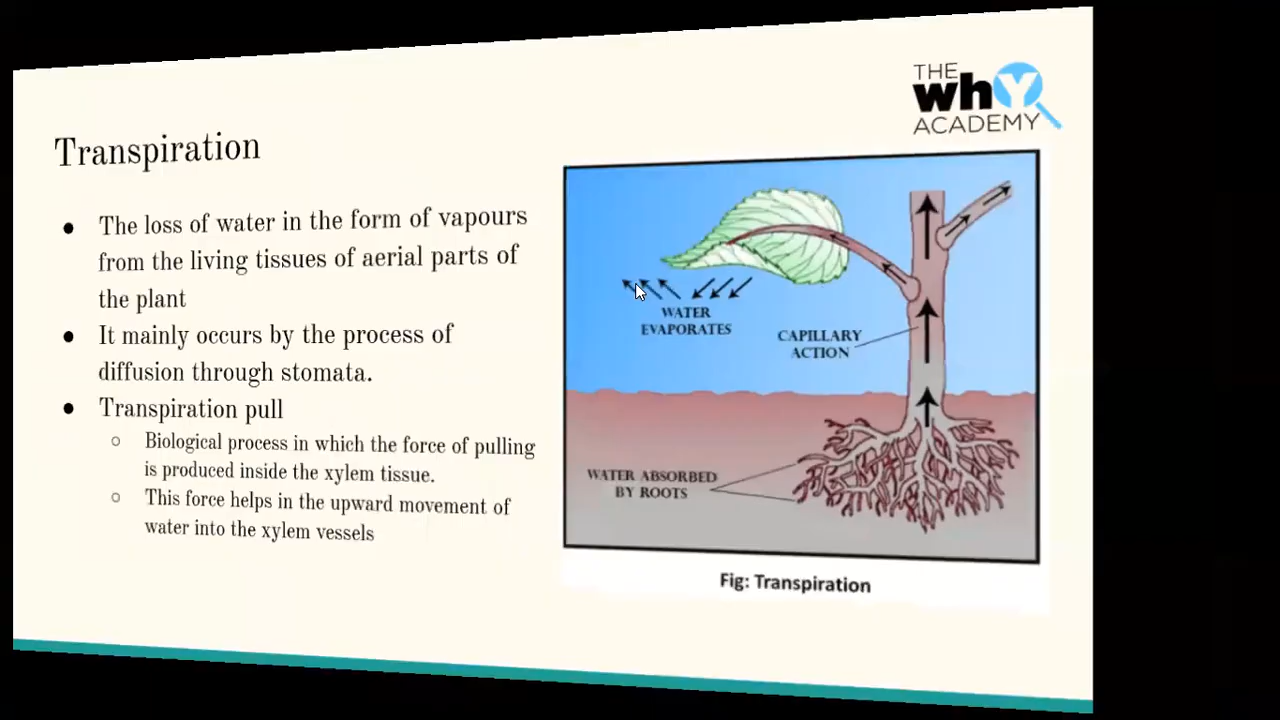 THE
whY
ACADEMY
Transpiration
● The loss of water in the form of vapours
from the living tissues of aerial parts of
the plant
● It mainly occurs by the process of
diffusion through stomata.
● Transpiration pull
○ Biological process in which the force of pulling
is produced inside the xylem tissue.
○ This force helps in the upward movement of
water into the xylem vessels
WATER
EVAPORATES
CAPILLARY
ACTION
WATER ABSORBED
BY ROOTS
Fig: Transpiration